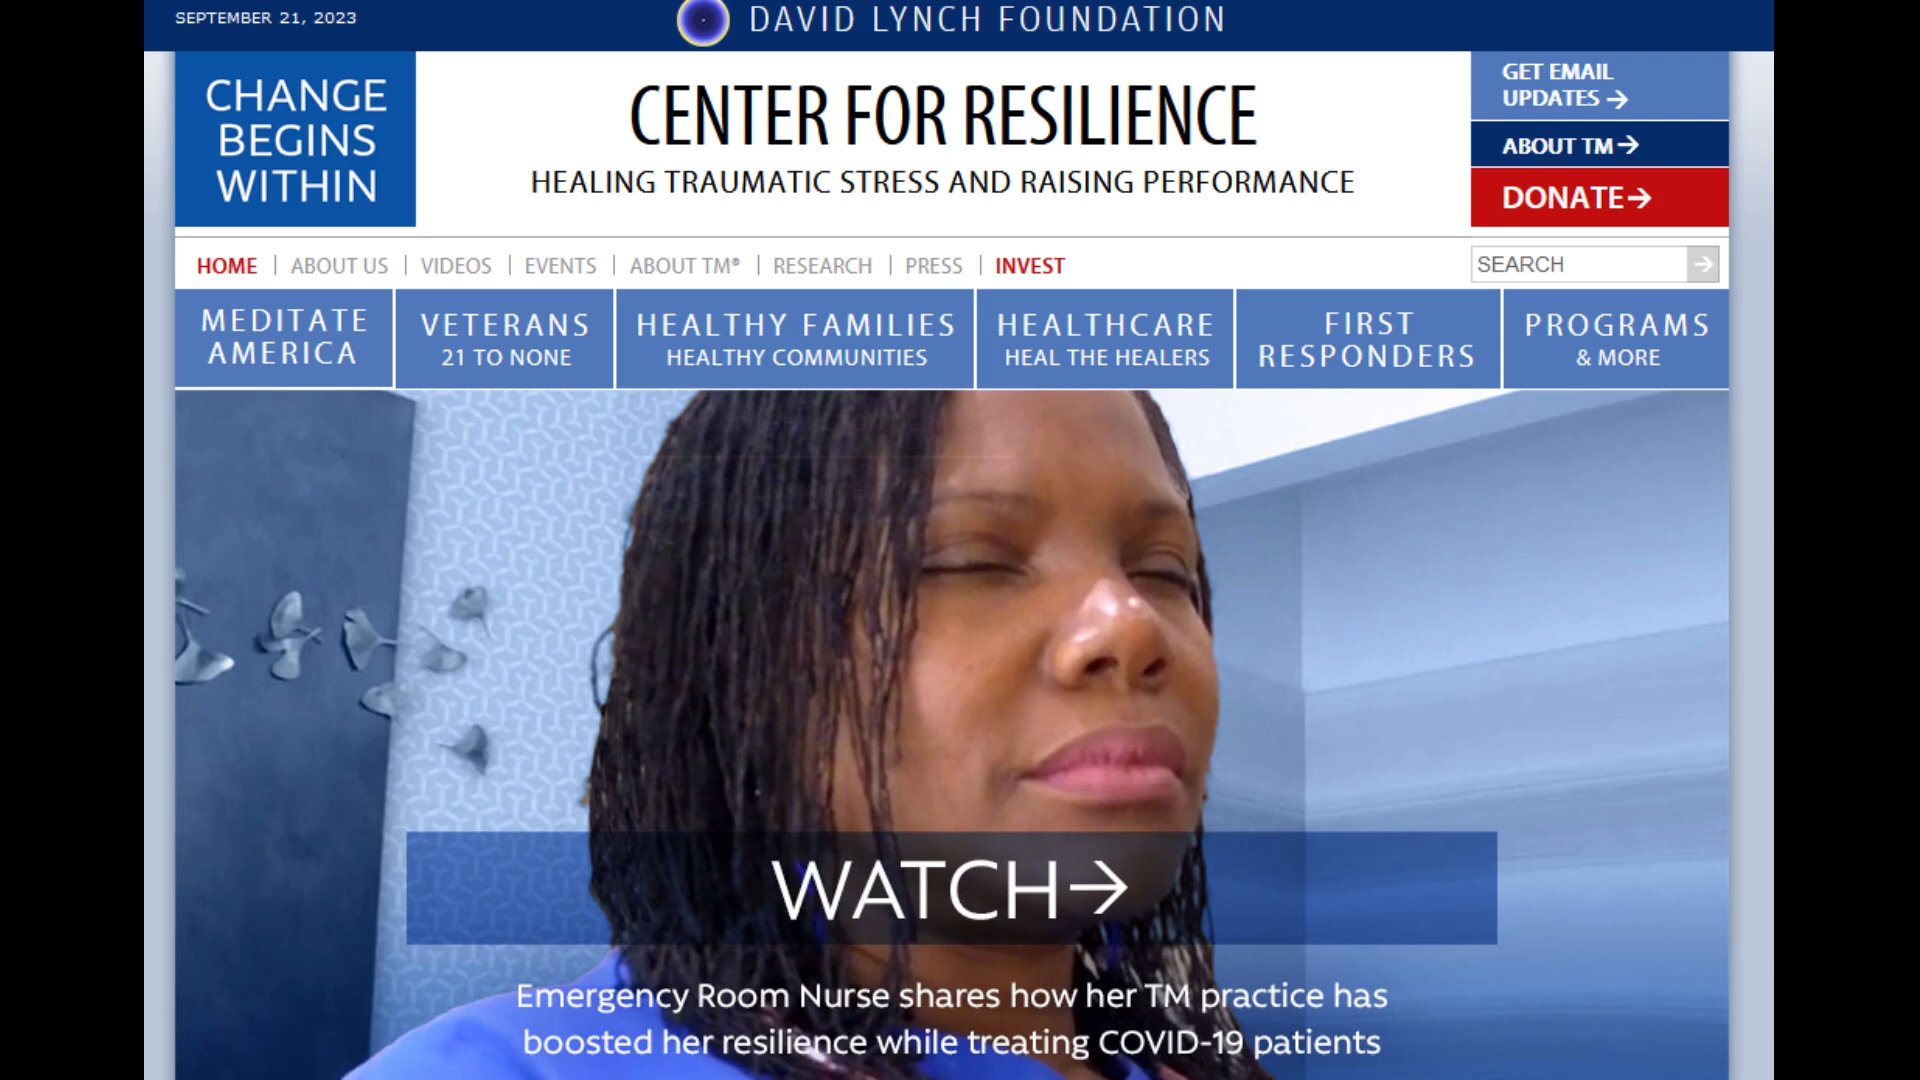 SEPTEMBER 21, 2023
DAVID LYNCH FOUNDATION
CHANGE
BEGINS
WITHIN
CENTER FOR RESILIENCE
HEALING TRAUMATIC STRESS AND RAISING PERFORMANCE
GET EMAIL
UPDATES →
ABOUT TM →
DONATE →
HOME | ABOUT US | VIDEOS | EVENTS | ABOUT TM® | RESEARCH | PRESS | INVEST
SEARCH →
MEDITATE
AMERICA
VETERANS
21 TO NONE
HEALTHY FAMILIES
HEALTHY COMMUNITIES
HEALTHCARE
HEAL THE HEALERS
FIRST
RESPONDERS
PROGRAMS
& MORE
WATCH→
Emergency Room Nurse shares how her TM practice has
boosted her resilience while treating COVID-19 patients